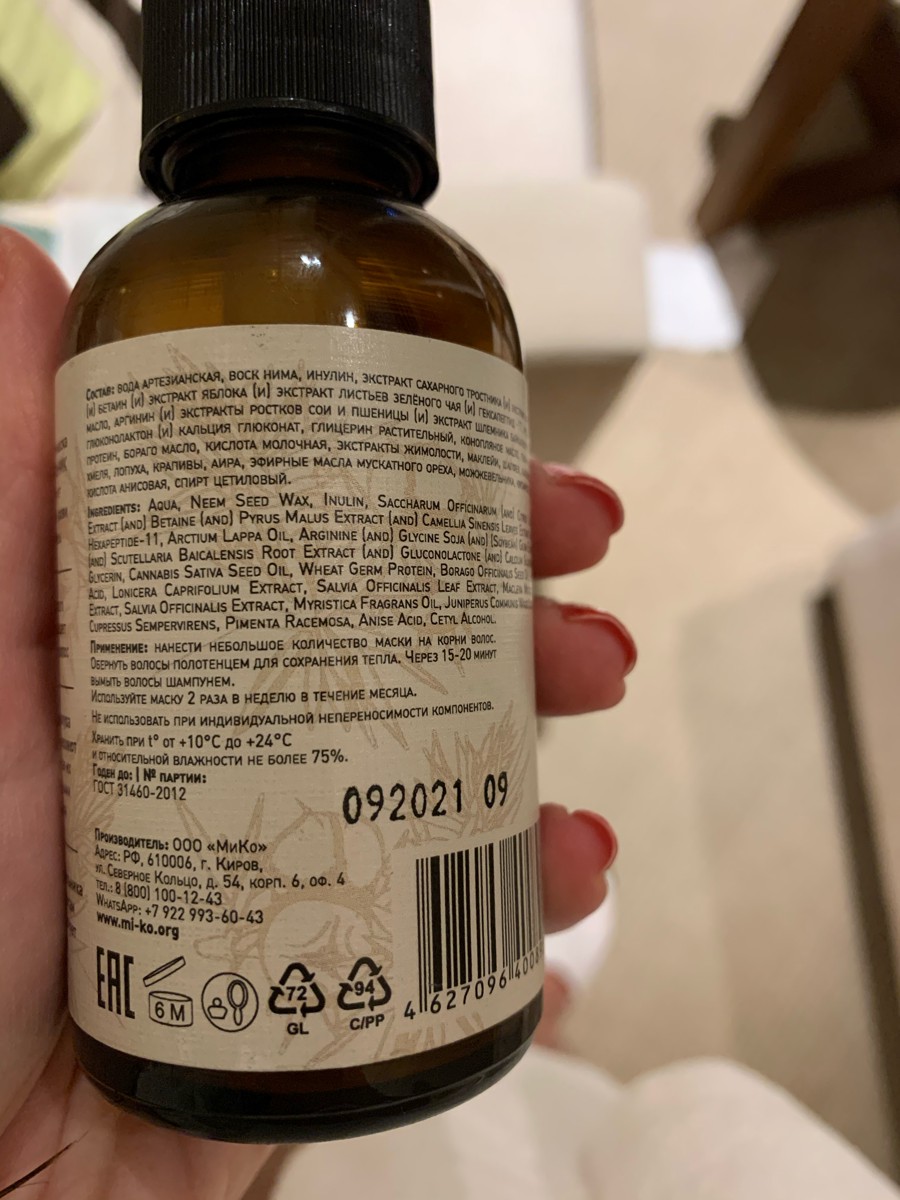 Состав: вода артезианская, воск нима, инулин, экстракт сахарного тростника (и)
(и) бетаин (и) экстракт яблока (и) экстракт листьев зелёного чая (и)
масло, аргинин (и) экстракты ростков сои и пшеницы (и) экстракт шлемника
глюконолактон (и) кальция глюконат, глицерин растительный, конопляное
протеин, бораго масло, кислота молочная, экстракты жимолости, маклейи,
хмеля, лопуха, крапивы, аира, эфирные масла мускатного ореха,
кислота анисовая, спирт цетиловый.
Ingredients: Aqua, Neem Seed Wax, Inulin, Saccharum Officinarum (and)
Extract (and) Betaine (and) Pyrus Malus Extract (and) Camellia Sinensis
Hexapeptide-11, Arctium Lappa Oil, Arginine (and) Glycine Soja (and)
(and) Scutellaria Baicalensis Root Extract (and) Gluconolactone (and)
Glycerin, Cannabis Sativa Seed Oil, Wheat Germ Protein, Borago Officinalis
Acid, Lonicera Caprifolium Extract, Salvia Officinalis Leaf Extract,
Extract, Salvia Officinalis Extract, Myristica Fragrans Oil, Juniperus Communis
Cupressus Sempervirens, Pimenta Racemosa, Anise Acid, Cetyl Alcohol.
Применение: нанести небольшое количество маски на корни волос.
Обернуть волосы полотенцем для сохранения тепла. Через 15-20 минут
вымыть волосы шампунем.
Используйте маску 2 раза в неделю в течение месяца.
Не использовать при индивидуальной непереносимости компонентов.
Хранить при t° от +10°С до +24°С
и относительной влажности не более 75%.
Годен до: | № партии:
ГОСТ 31460-2012
092021 09
Производитель: ООО «МиКо»
Адрес: РФ, 610006, г. Киров,
ул. Северное Кольцо, д. 54, корп. 6, оф. 4
тел.: 8 (800) 100-12-43
WhatsApp: +7 922 993-60-43
www.mi-ko.org
EAC
6 M
72
GL
94
C/PP
4 627096 400